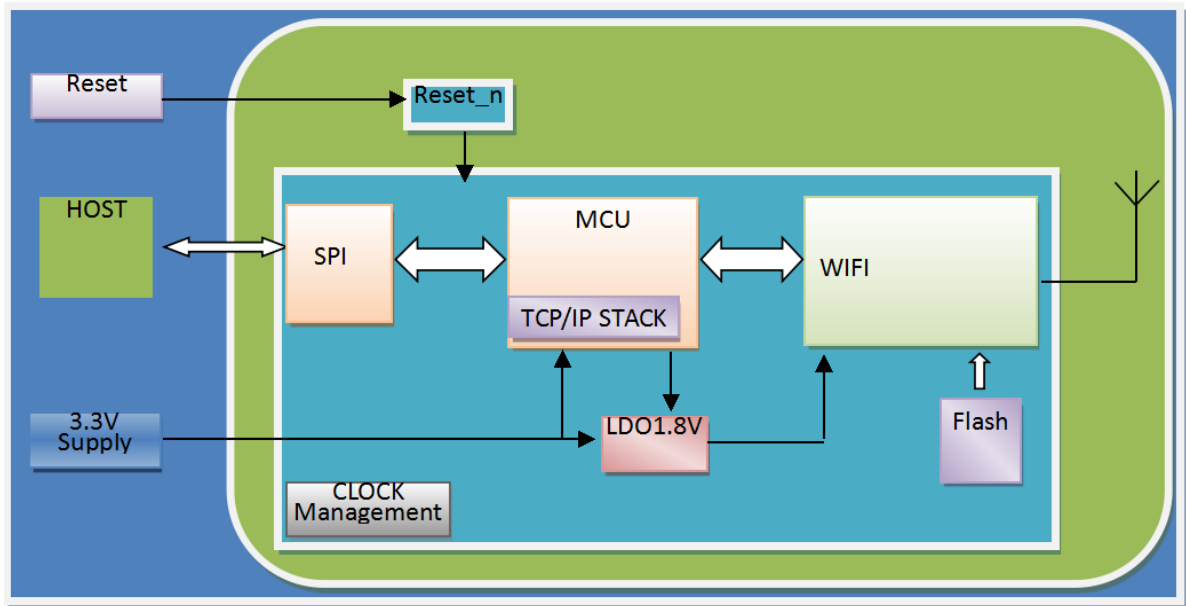 Reset
Reset_n
HOST
SPI
MCU
WIFI
TCP/IP STACK
3.3V
Supply
LDO1.8V
Flash
CLOCK
Management